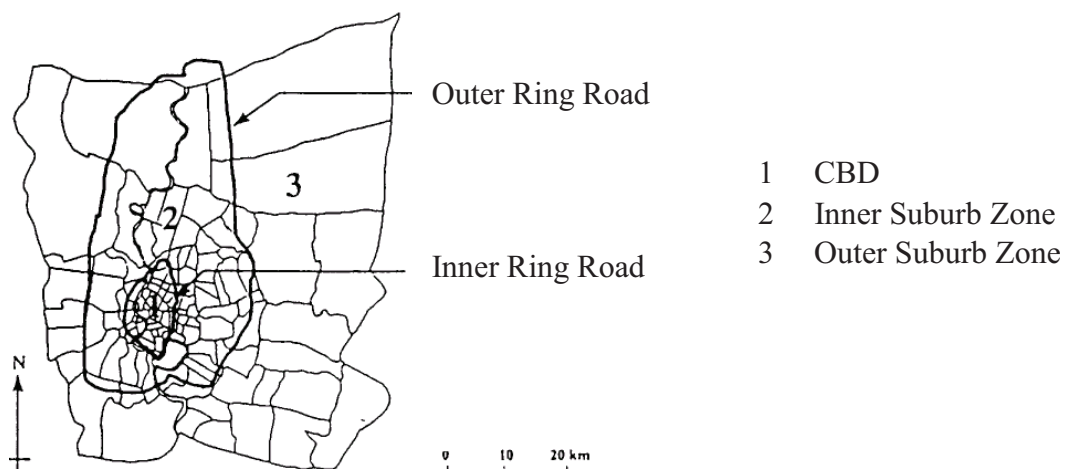 Outer Ring Road
3
2
1 CBD
2 Inner Suburb Zone
3 Outer Suburb Zone
Inner Ring Road
1
N
0 10 20 km